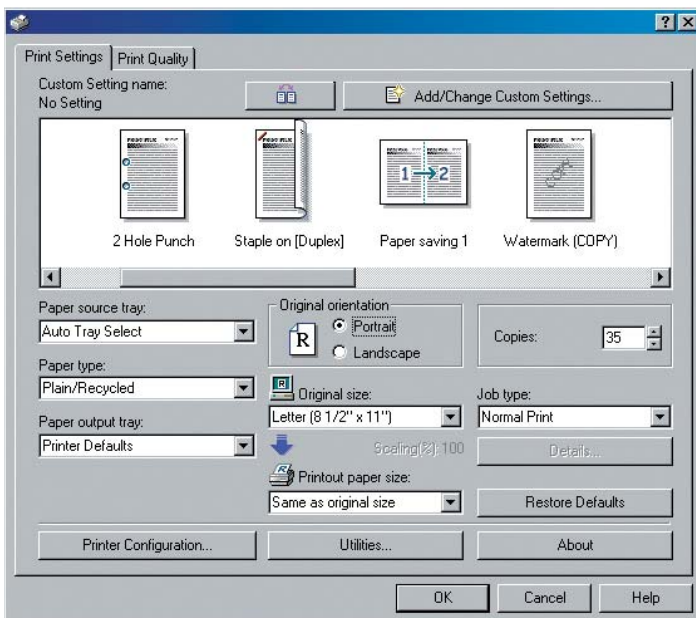 Print Settings
Print Quality
Custom Setting name:
No Setting
Add/Change Custom Settings...
1
2
COPY
2 Hole Punch
Staple on [Duplex]
Paper saving 1
Watermark (COPY)
Paper source tray:
Auto Tray Select
Paper type:
Plain/Recycled
Paper output tray:
Printer Defaults
Original orientation
R
Portrait
Landscape
Copies:
35
Original size:
Letter (8 1/2" x 11")
Scaling(%): 100
Printout paper size:
Same as original size
Job type:
Normal Print
Details...
Restore Defaults
Printer Configuration...
Utilities...
About
OK
Cancel
Help